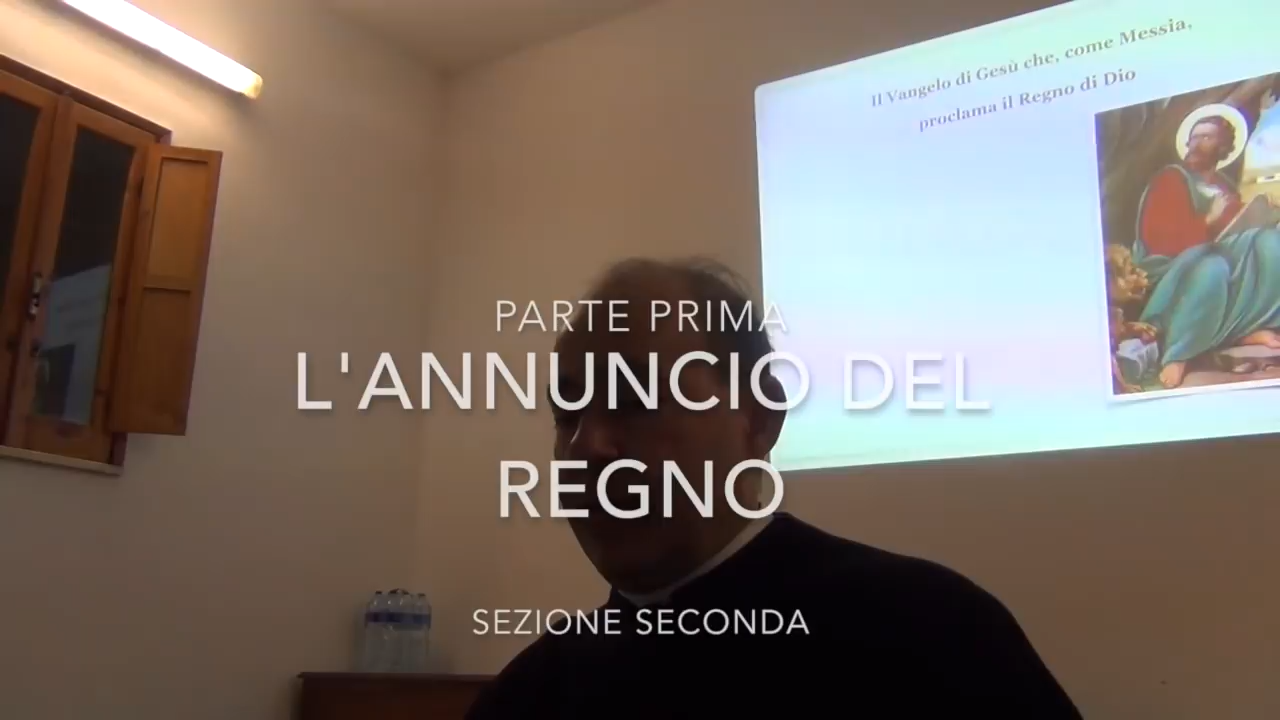 Il Vangelo di Gesù che, come Messia,
proclama il Regno di Dio
PARTE PRIMA
L'ANNUNCIO DEL
REGNO
SEZIONE SECONDA